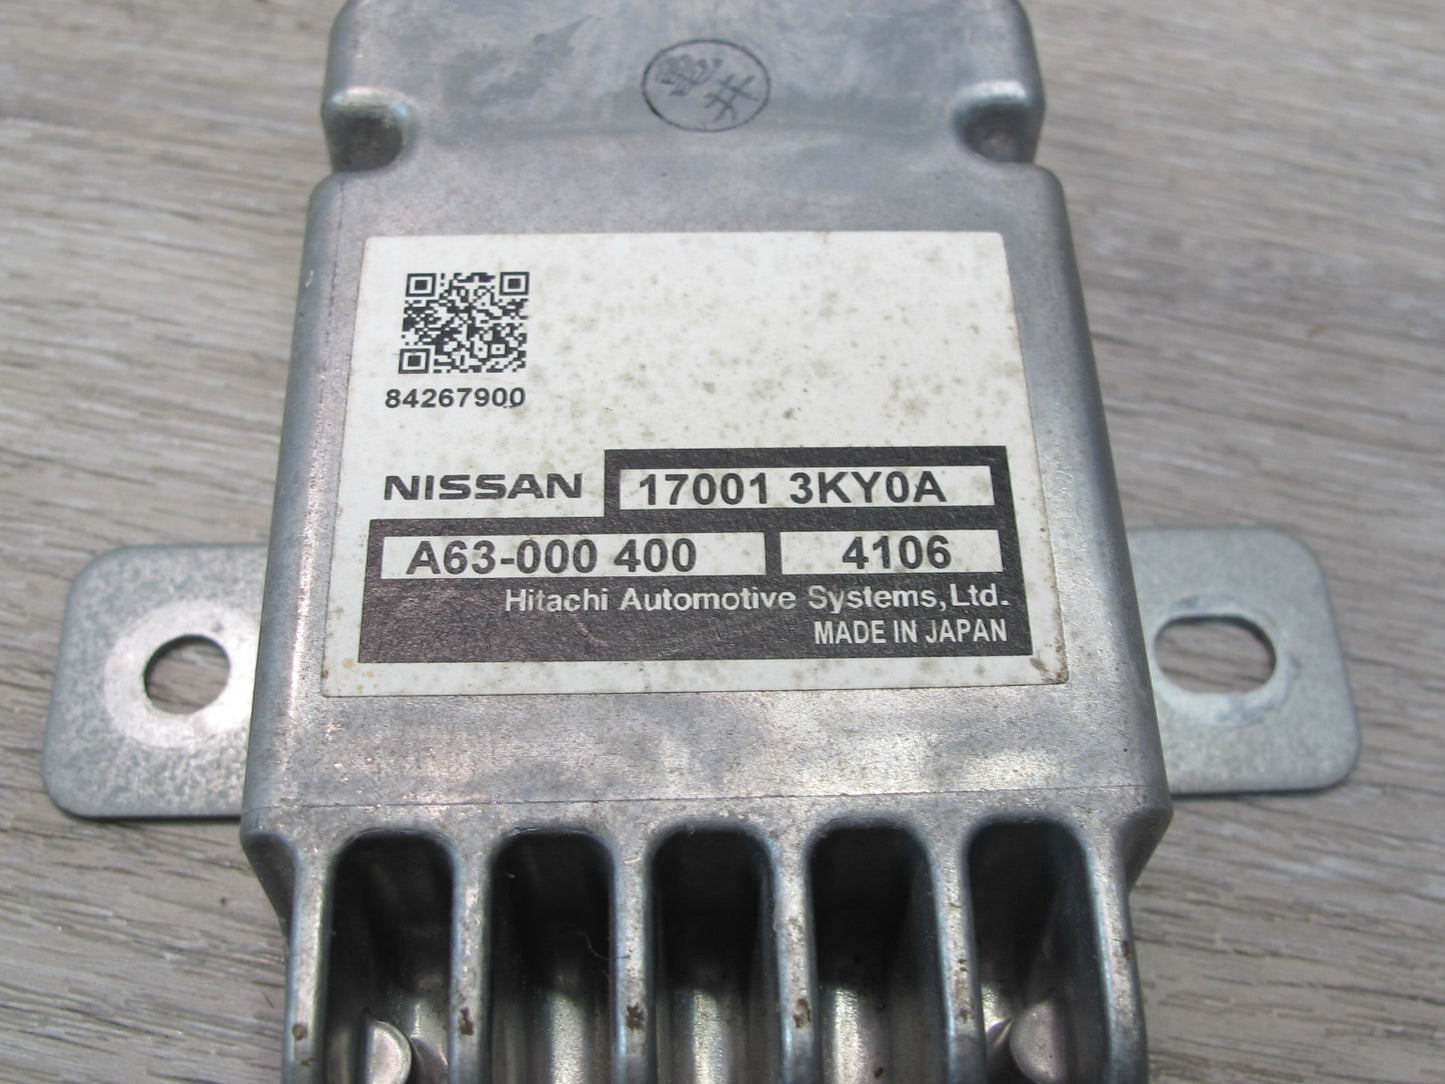 84267900
NISSAN 17001 3KY0A
A63-000 400 4106
Hitachi Automotive Systems,Ltd.
MADE IN JAPAN